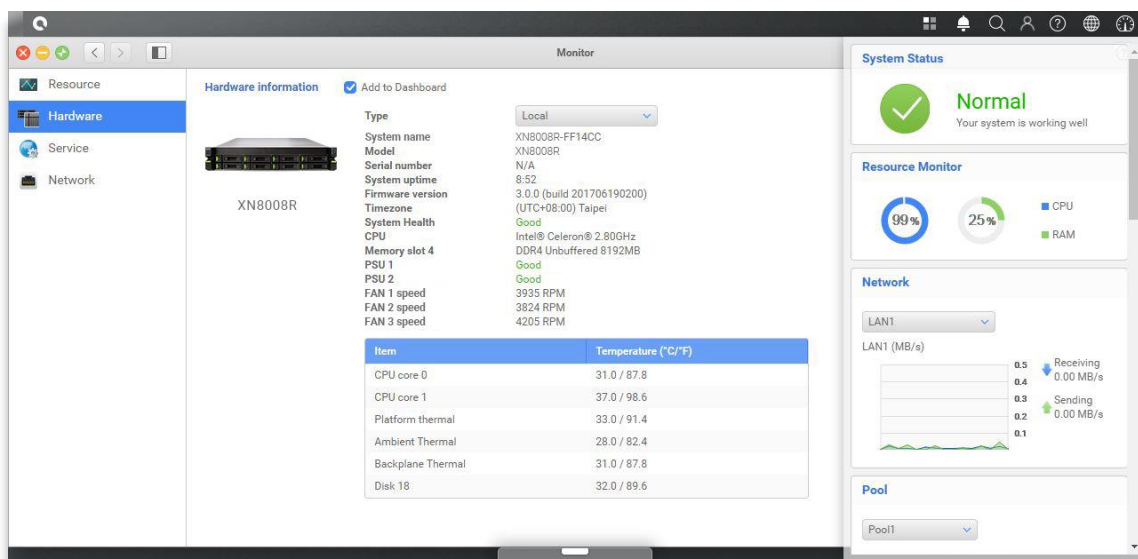 Monitor
Resource
Hardware
Service
Network
Hardware information
Add to Dashboard
XN8008R
Type Local
System name XN8008R-FF14CC
Model XN8008R
Serial number N/A
System uptime 8:52
Firmware version 3.0.0 (build 201706190200)
Timezone (UTC+08:00) Taipei
System Health Good
CPU Intel® Celeron® 2.80GHz
Memory slot 4 DDR4 Unbuffered 8192MB
PSU 1 Good
PSU 2 Good
FAN 1 speed 3935 RPM
FAN 2 speed 3824 RPM
FAN 3 speed 4205 RPM
Item Temperature (°C/°F)
CPU core 0 31.0 / 87.8
CPU core 1 37.0 / 98.6
Platform thermal 33.0 / 91.4
Ambient Thermal 28.0 / 82.4
Backplane Thermal 31.0 / 87.8
Disk 18 32.0 / 89.6
System Status
Normal
Your system is working well
Resource Monitor
99%
25%
CPU
RAM
Network
LAN1
LAN1 (MB/s)
0.5
0.4
0.3
0.2
0.1
Receiving
0.00 MB/s
Sending
0.00 MB/s
Pool
Pool1